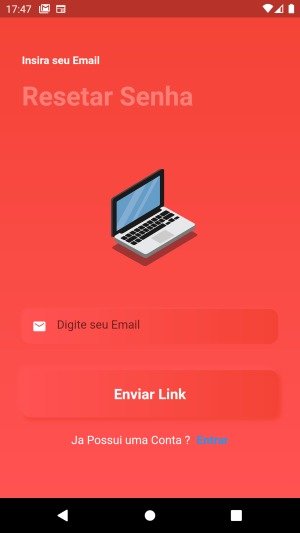 17:47
Insira seu Email
Resetar Senha
Digite seu Email
Enviar Link
Ja Possui uma Conta ? Entrar